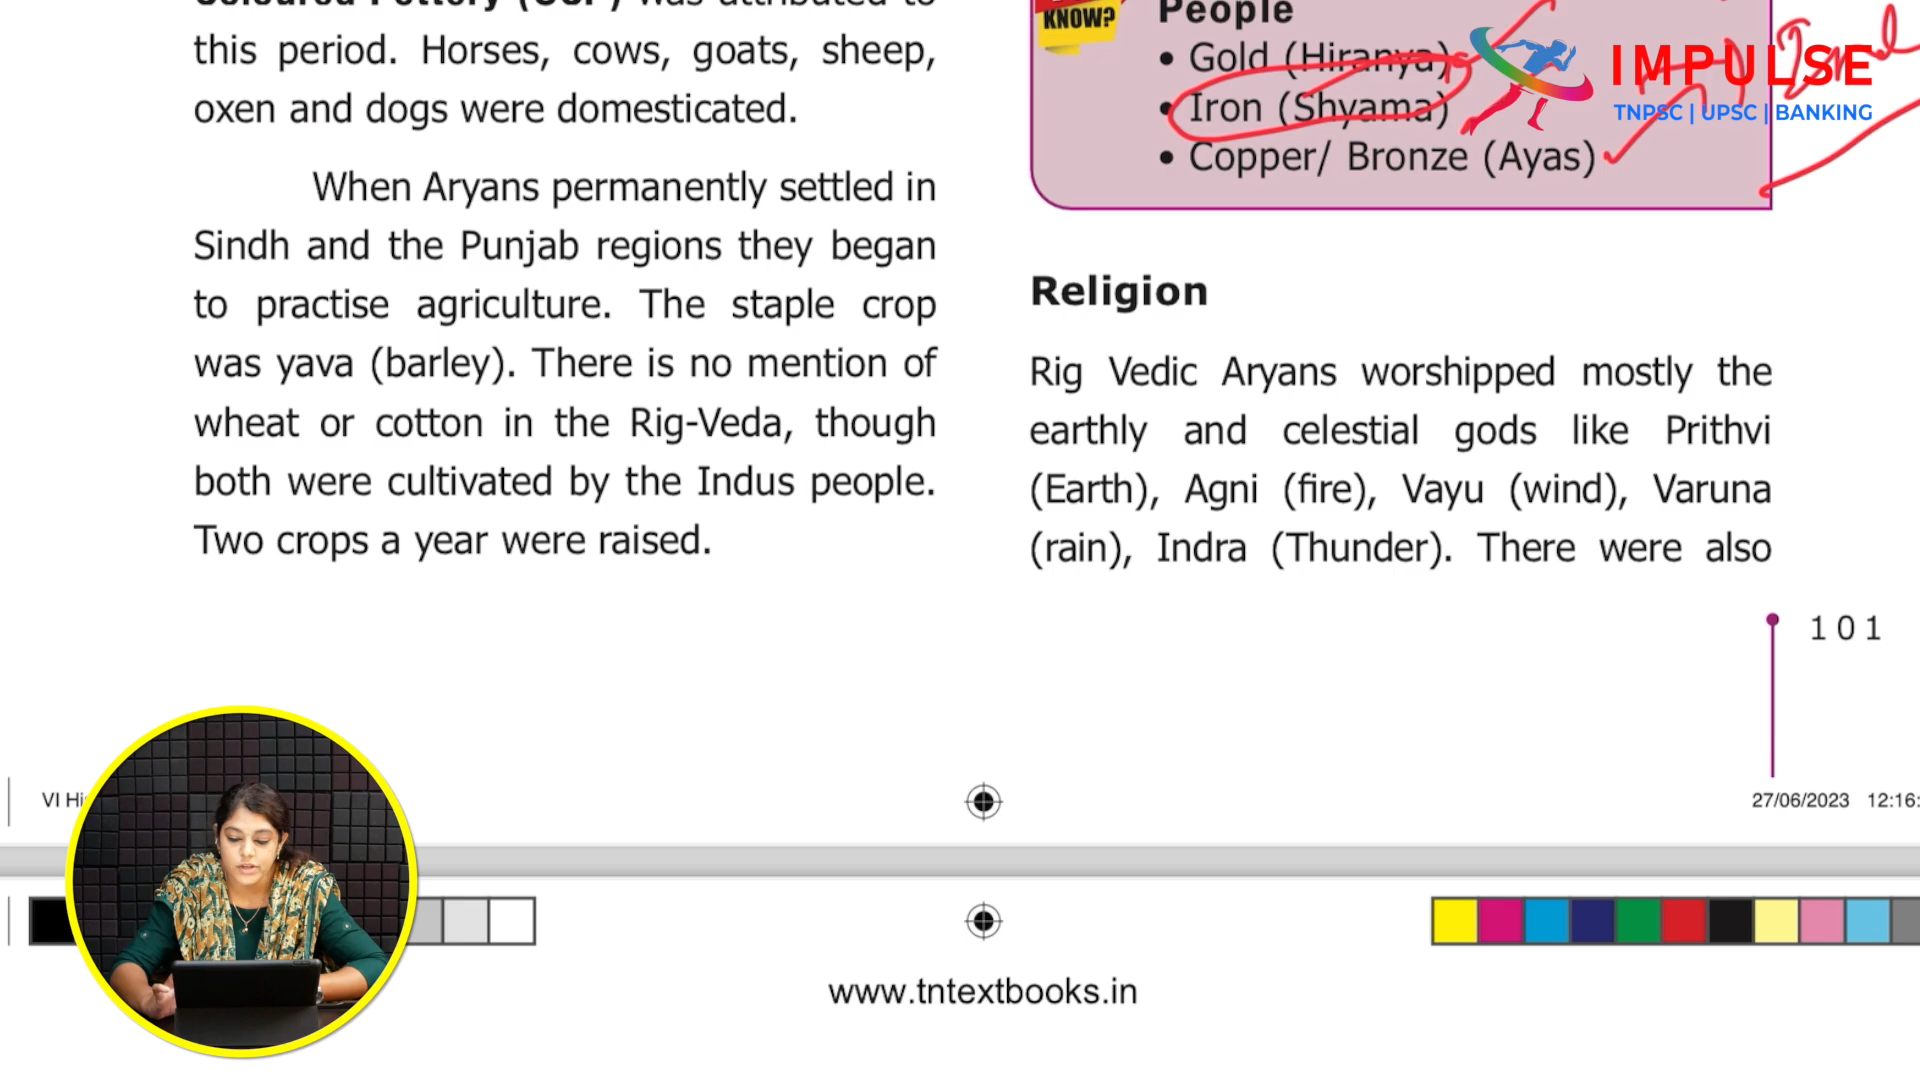 this period. Horses, cows, goats, sheep,
oxen and dogs were domesticated.
When Aryans permanently settled in
Sindh and the Punjab regions they began
to practise agriculture. The staple crop
was yava (barley). There is no mention of
wheat or cotton in the Rig-Veda, though
both were cultivated by the Indus people.
Two crops a year were raised.
KNOW?
People
• Gold (Hiranya)
• Iron (Shyama)
• Copper/ Bronze (Ayas)
IMPULSE
TNPSC | UPSC | BANKING
Religion
Rig Vedic Aryans worshipped mostly the
earthly and celestial gods like Prithvi
(Earth), Agni (fire), Vayu (wind), Varuna
(rain), Indra (Thunder). There were also
101
VI
27/06/2023 12:16:
www.tntextbooks.in